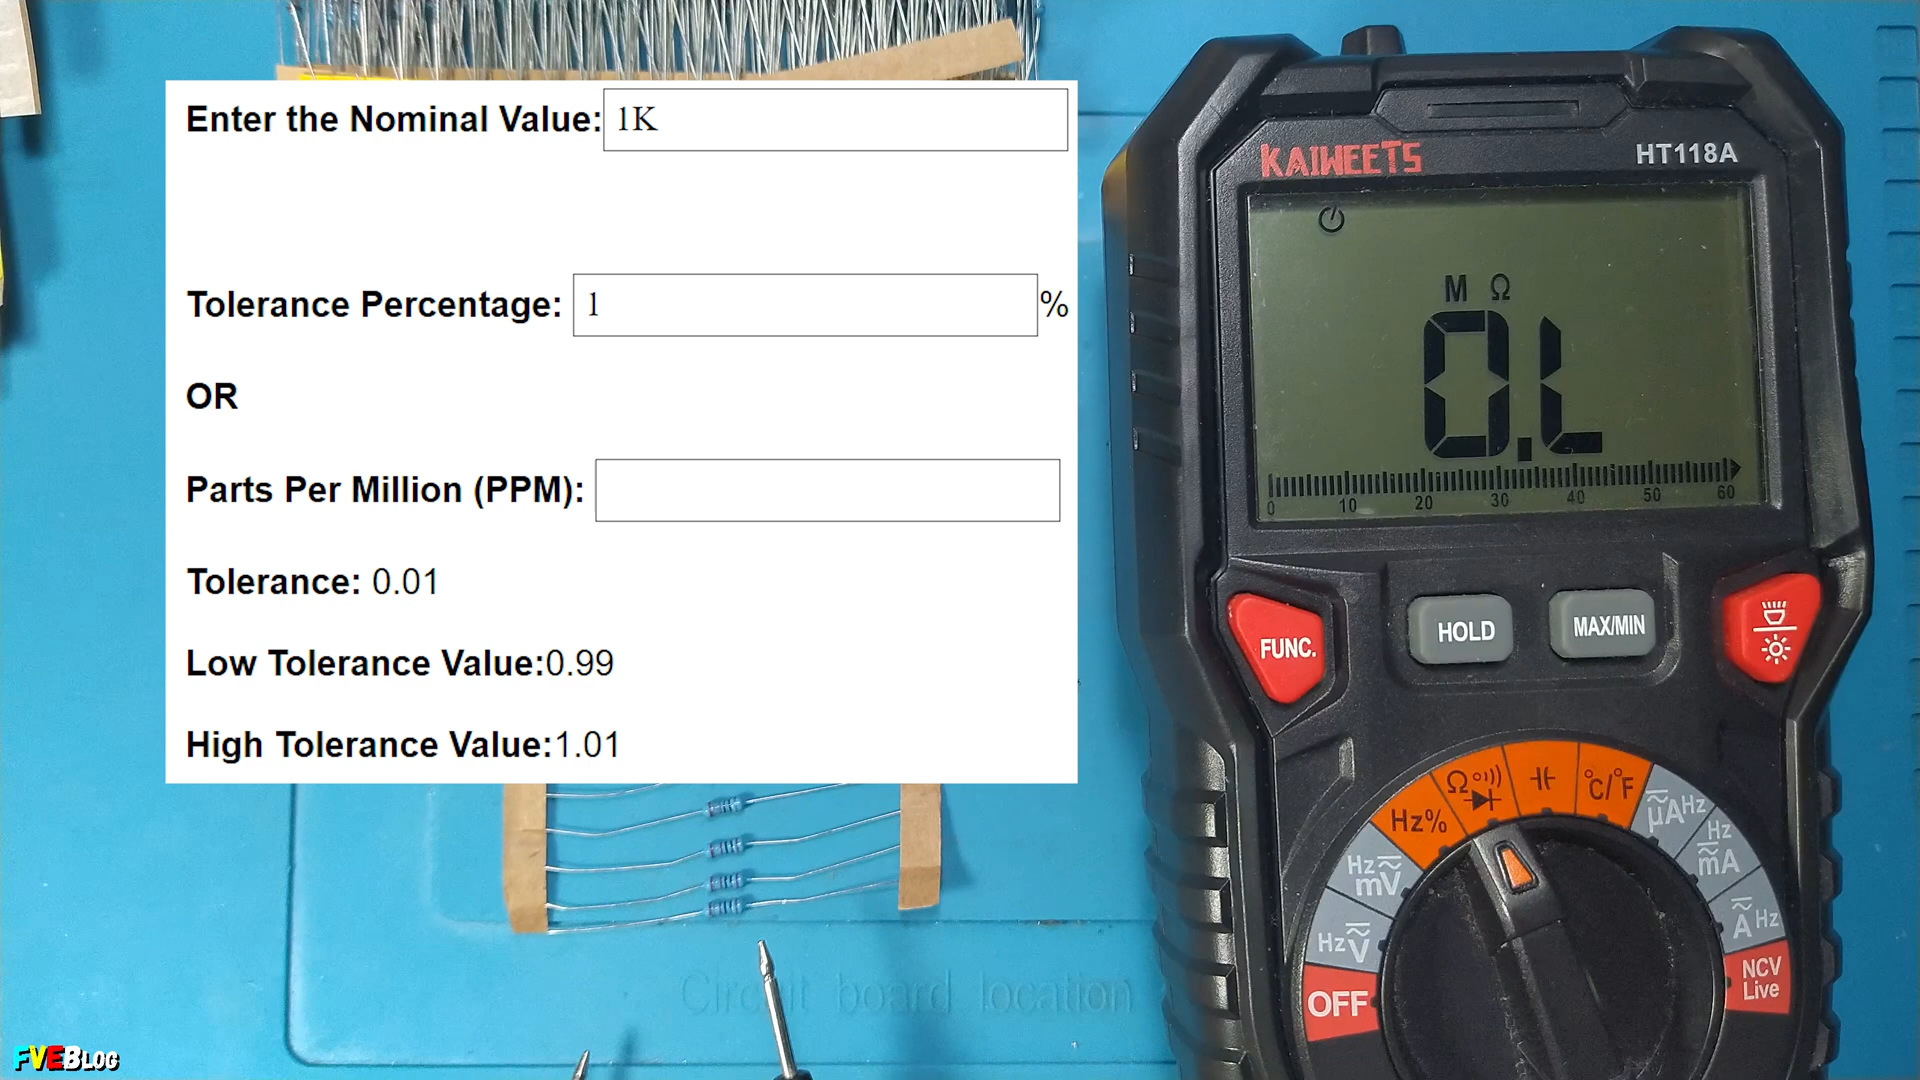 Enter the Nominal Value: 1K
Tolerance Percentage: 1 %
OR
Parts Per Million (PPM):
Tolerance: 0.01
Low Tolerance Value:0.99
High Tolerance Value:1.01
KAIWEETS
HT118A
M Ω
0.L
0 10 20 30 40 50 60
FUNC.
HOLD
MAX/MIN
Hz%
Ω
°C/°F
Hz mV
µA Hz
Hz mA
Hz V
A Hz
OFF
NCV
Live
Circuit board location
FVEBLOG